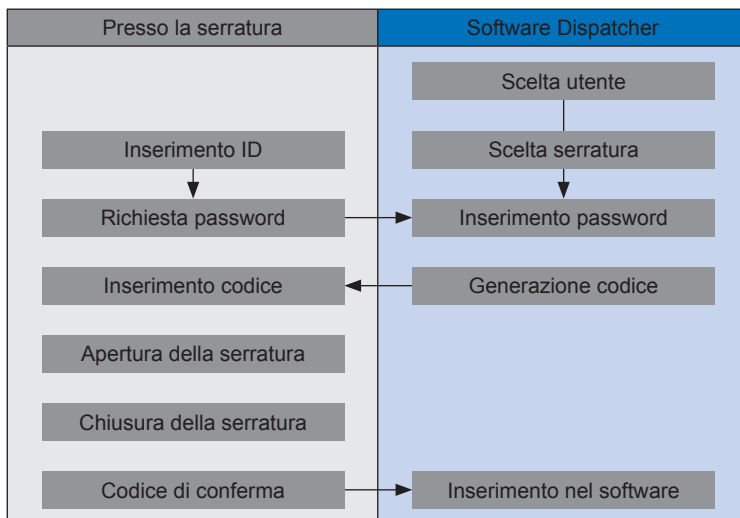 Presso la serratura
Software Dispatcher
Scelta utente
Inserimento ID
Scelta serratura
Richiesta password
Inserimento password
Inserimento codice
Generazione codice
Apertura della serratura
Chiusura della serratura
Codice di conferma
Inserimento nel software